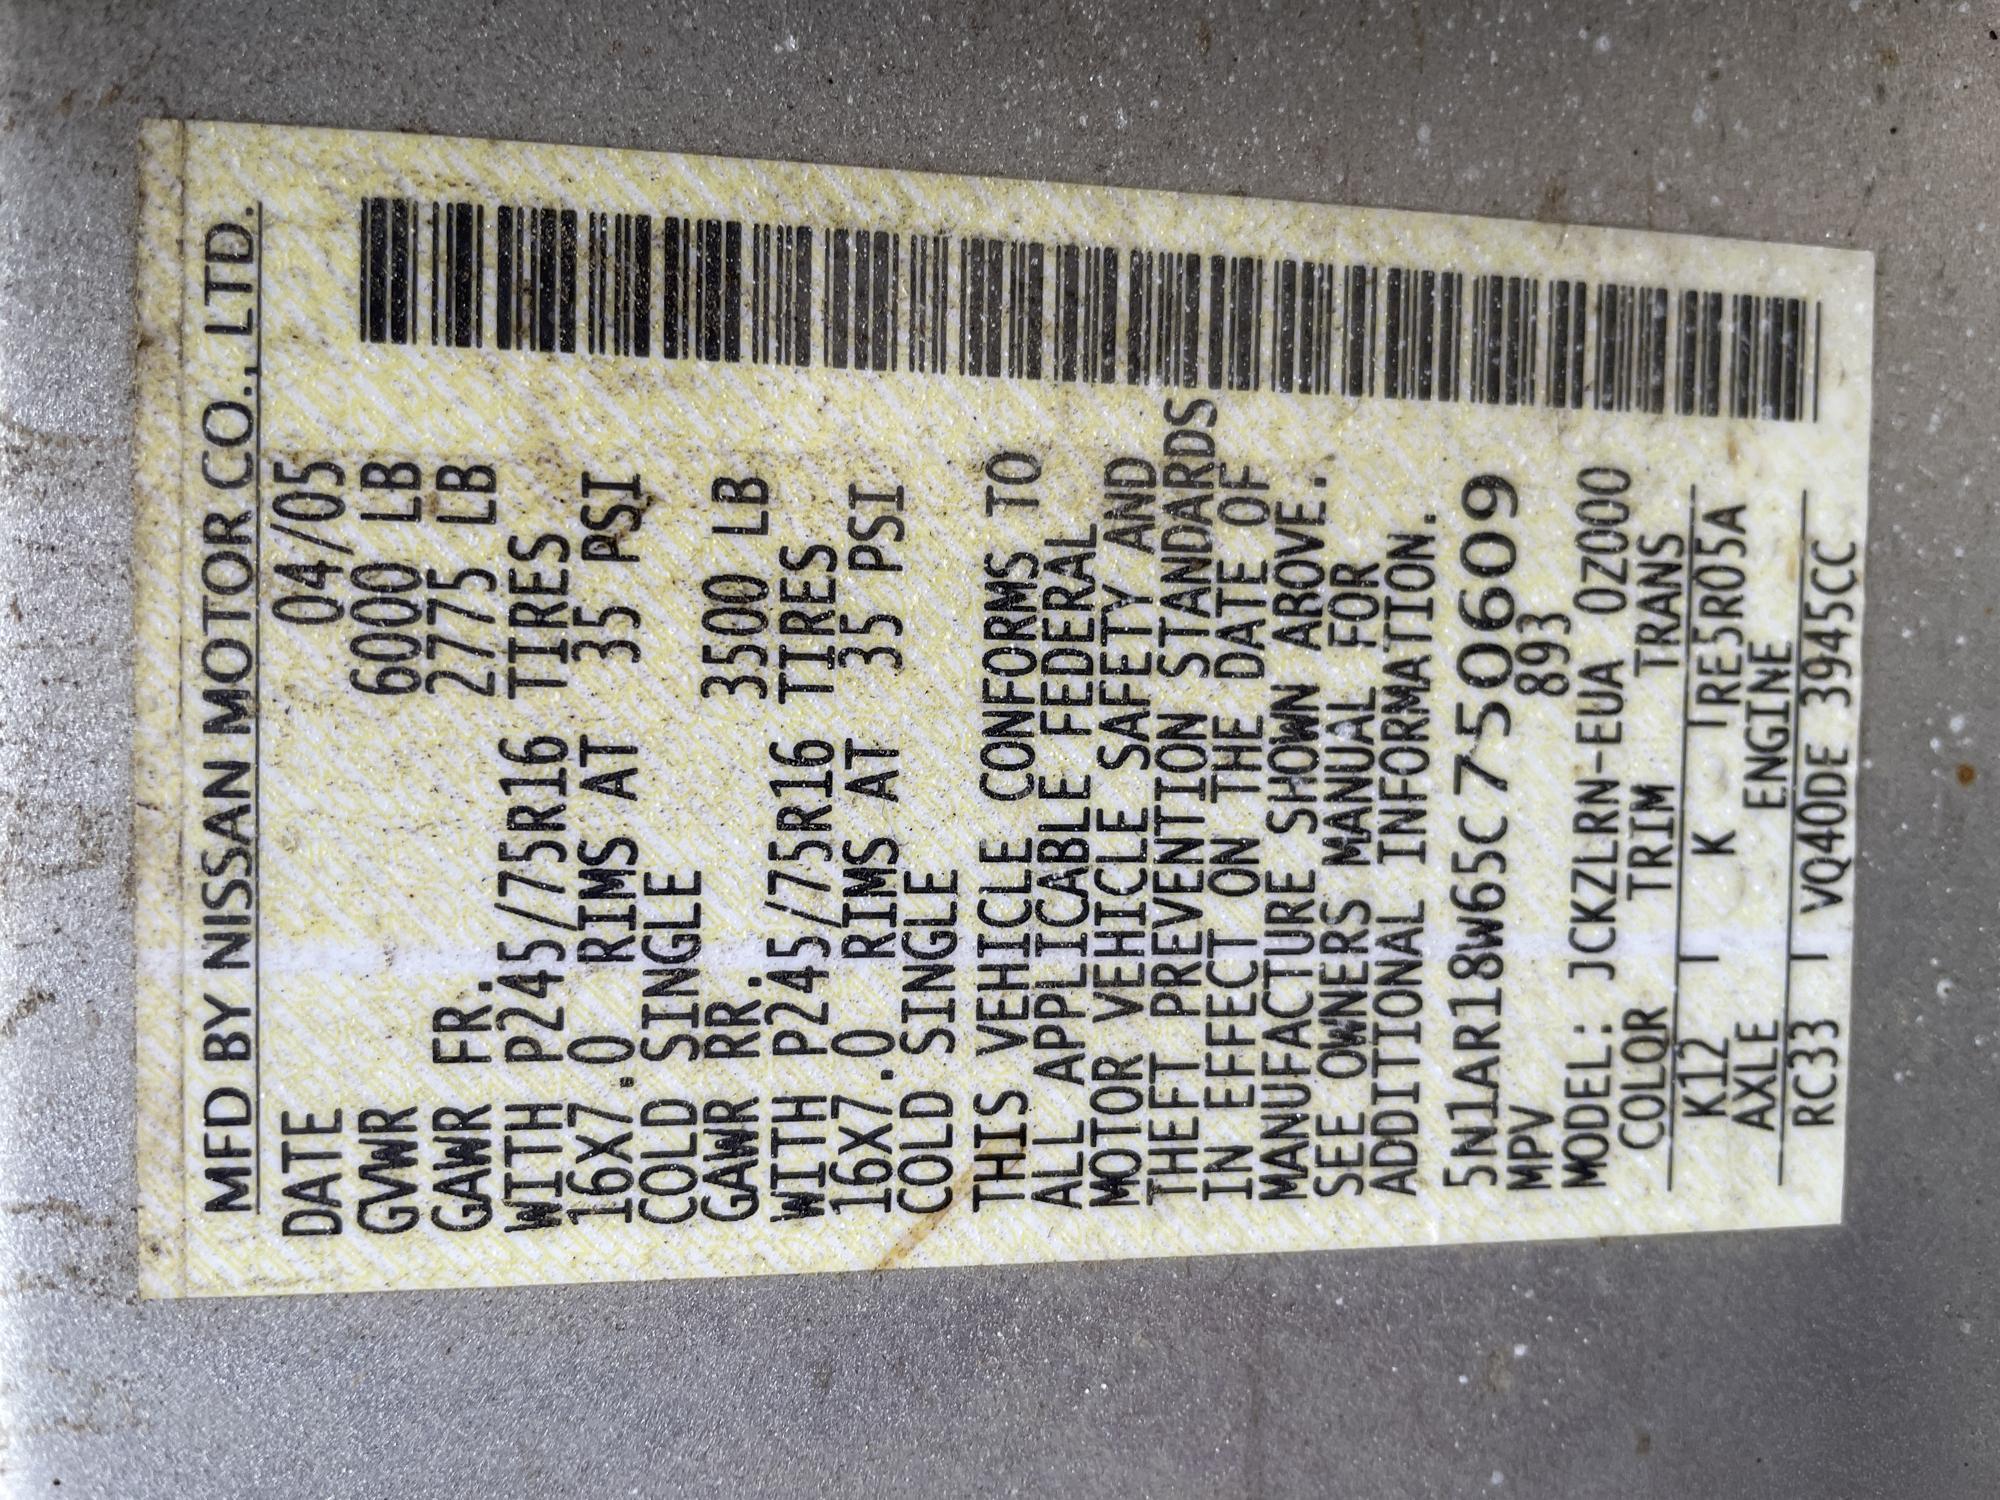 MFD BY NISSAN MOTOR CO., LTD.
DATE 04/05
GVWR 6000 LB
GAWR FR. 2775 LB
WITH P245/75R16 TIRES
16X7.0 RIMS AT 35 PSI
COLD SINGLE
GAWR RR. 3500 LB
WITH P245/75R16 TIRES
16X7.0 RIMS AT 35 PSI
COLD SINGLE
THIS VEHICLE CONFORMS TO
ALL APPLICABLE FEDERAL
MOTOR VEHICLE SAFETY AND
THEFT PREVENTION STANDARDS
IN EFFECT ON THE DATE OF
MANUFACTURE SHOWN ABOVE.
SEE OWNERS MANUAL FOR
ADDITIONAL INFORMATION.
5N1AR18W65C750609
MPV 893
MODEL: JCKZLRN-EUA 0Z000
COLOR TRIM TRANS
K12 K RE5R05A
AXLE ENGINE
RC33 VQ40DE 3945CC